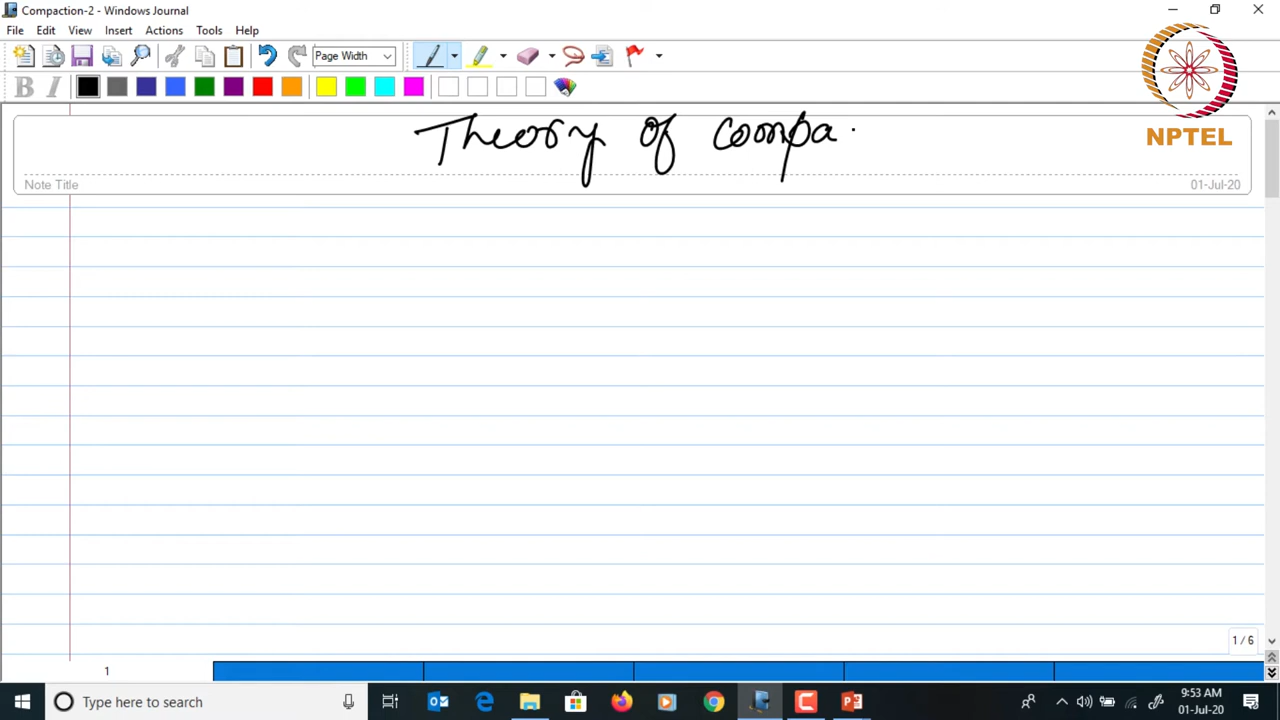 Compaction-2 - Windows Journal
File Edit View Insert Actions Tools Help
Page Width
B I
Theory of compa
NPTEL
Note Title
01-Jul-20
1 / 6
1
Type here to search
9:53 AM
01-Jul-20